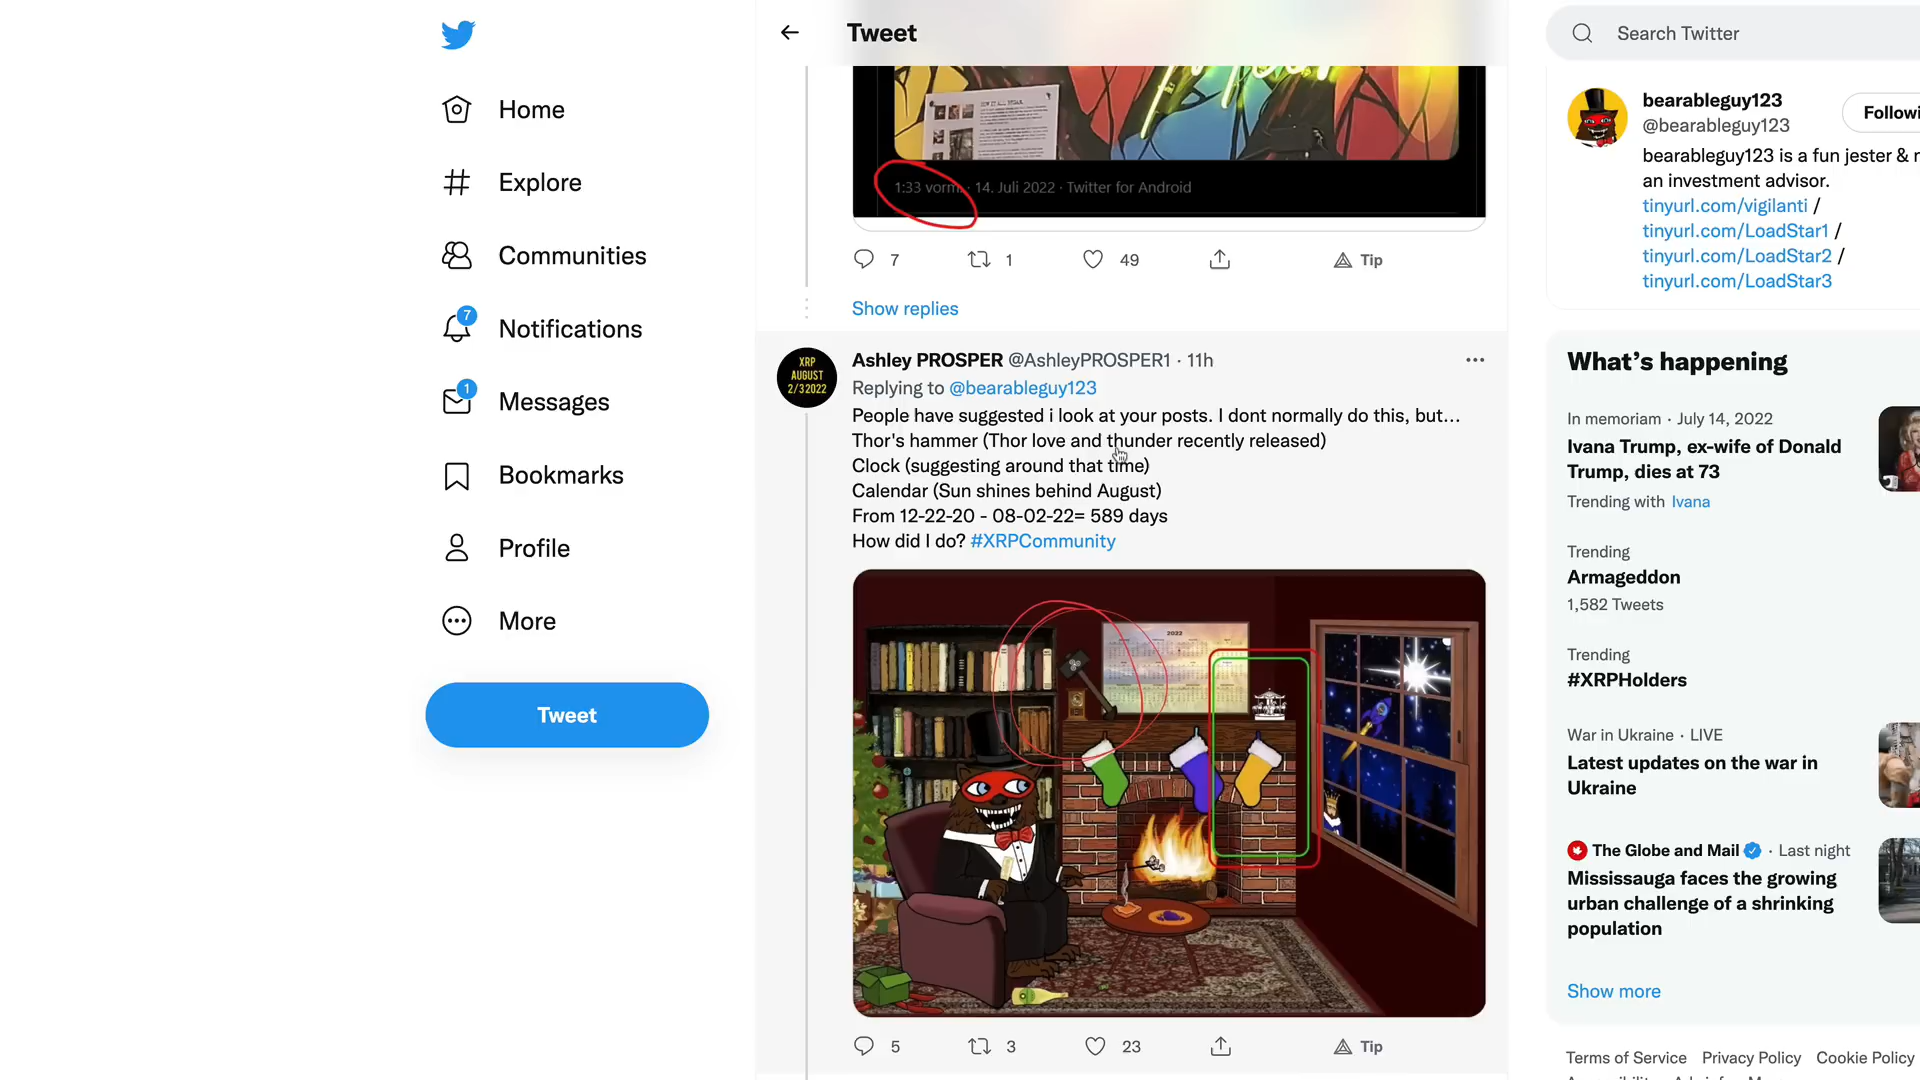 Tweet
Home
Explore
Communities
7
Notifications
1
Messages
Bookmarks
Profile
More
Tweet
1:33 vorm. · 14. Juli 2022 · Twitter for Android
7
1
49
Tip
Show replies
XRP
AUGUST
2/32022
Ashley PROSPER @AshleyPROSPER1 · 11h
Replying to @bearableguy123
People have suggested i look at your posts. I dont normally do this, but...
Thor's hammer (Thor love and thunder recently released)
Clock (suggesting around that time)
Calendar (Sun shines behind August)
From 12-22-20 - 08-02-22= 589 days
How did I do? #XRPCommunity
2022
5
3
23
Tip
Search Twitter
bearableguy123
@bearableguy123
Followi
bearableguy123 is a fun jester &
an investment advisor.
tinyurl.com/vigilanti /
tinyurl.com/LoadStar1 /
tinyurl.com/LoadStar2 /
tinyurl.com/LoadStar3
What's happening
In memoriam · July 14, 2022
Ivana Trump, ex-wife of Donald
Trump, dies at 73
Trending with Ivana
Trending
Armageddon
1,582 Tweets
Trending
#XRPHolders
War in Ukraine · LIVE
Latest updates on the war in
Ukraine
The Globe and Mail · Last night
Mississauga faces the growing
urban challenge of a shrinking
population
Show more
Terms of Service Privacy Policy Cookie Policy